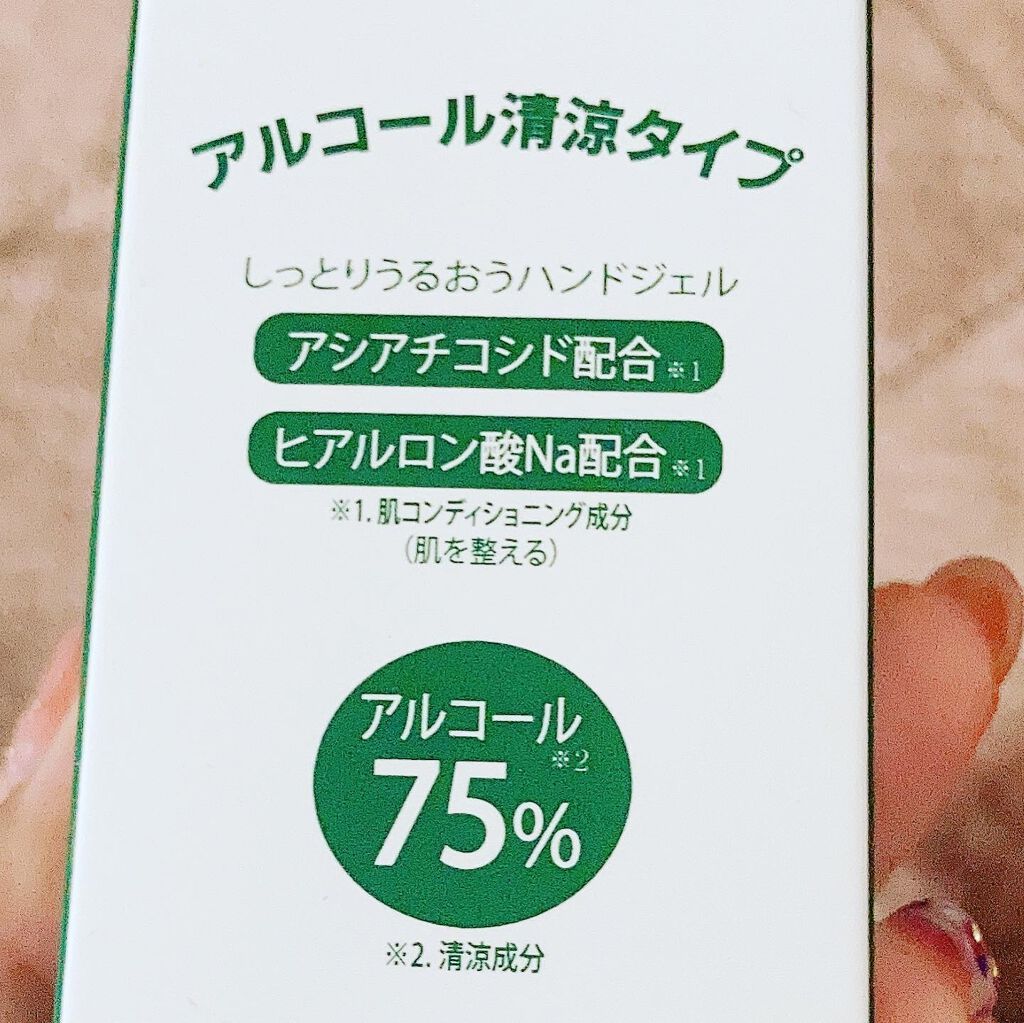 アルコール清涼タイプ
しっとりうるおうハンドジェル
アシアチコシド配合※1
ヒアルロン酸Na配合※1
※1. 肌コンディショニング成分
（肌を整える）
アルコール
※2
75%
※2. 清涼成分